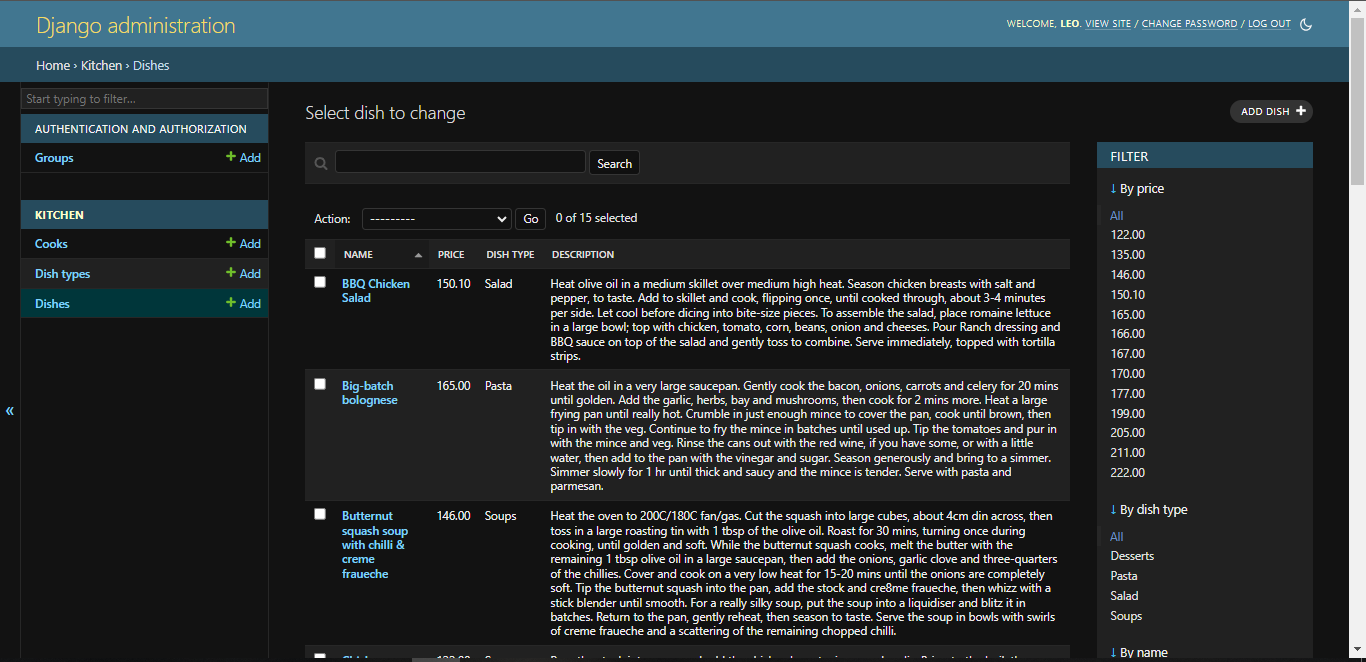 Django administration
WELCOME, LEO. VIEW SITE / CHANGE PASSWORD / LOG OUT
Home › Kitchen › Dishes
Start typing to filter...
AUTHENTICATION AND AUTHORIZATION
Groups
+ Add
KITCHEN
Cooks
+ Add
Dish types
+ Add
Dishes
+ Add
«
Select dish to change
ADD DISH +
Search
Action:
---------
Go
0 of 15 selected
NAME PRICE DISH TYPE DESCRIPTION
BBQ Chicken
Salad
150.10
Salad
Heat olive oil in a medium skillet over medium high heat. Season chicken breasts with salt and
pepper, to taste. Add to skillet and cook, flipping once, until cooked through, about 3-4 minutes
per side. Let cool before dicing into bite-size pieces. To assemble the salad, place romaine lettuce
in a large bowl; top with chicken, tomato, corn, beans, onion and cheeses. Pour Ranch dressing and
BBQ sauce on top of the salad and gently toss to combine. Serve immediately, topped with tortilla
strips.
Big-batch
bolognese
165.00
Pasta
Heat the oil in a very large saucepan. Gently cook the bacon, onions, carrots and celery for 20 mins
until golden. Add the garlic, herbs, bay and mushrooms, then cook for 2 mins more. Heat a large
frying pan until really hot. Crumble in just enough mince to cover the pan, cook until brown, then
tip in with the veg. Continue to fry the mince in batches until used up. Tip the tomatoes and pur in
with the mince and veg. Rinse the cans out with the red wine, if you have some, or with a little
water, then add to the pan with the vinegar and sugar. Season generously and bring to a simmer.
Simmer slowly for 1 hr until thick and saucy and the mince is tender. Serve with pasta and
parmesan.
Butternut
squash soup
with chilli &
creme
fraueche
146.00
Soups
Heat the oven to 200C/180C fan/gas. Cut the squash into large cubes, about 4cm din across, then
toss in a large roasting tin with 1 tbsp of the olive oil. Roast for 30 mins, turning once during
cooking, until golden and soft. While the butternut squash cooks, melt the butter with the
remaining 1 tbsp olive oil in a large saucepan, then add the onions, garlic clove and three-quarters
of the chillies. Cover and cook on a very low heat for 15-20 mins until the onions are completely
soft. Tip the butternut squash into the pan, add the stock and cre8me fraueche, then whizz with a
stick blender until smooth. For a really silky soup, put the soup into a liquidiser and blitz it in
batches. Return to the pan, gently reheat, then season to taste. Serve the soup in bowls with swirls
of creme fraueche and a scattering of the remaining chopped chilli.
FILTER
↓ By price
All
122.00
135.00
146.00
150.10
165.00
166.00
167.00
170.00
177.00
199.00
205.00
211.00
222.00
↓ By dish type
All
Desserts
Pasta
Salad
Soups
↓ By name